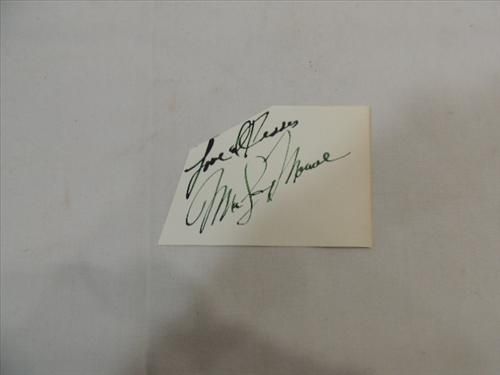 Love & Kisses
Marilyn Monroe